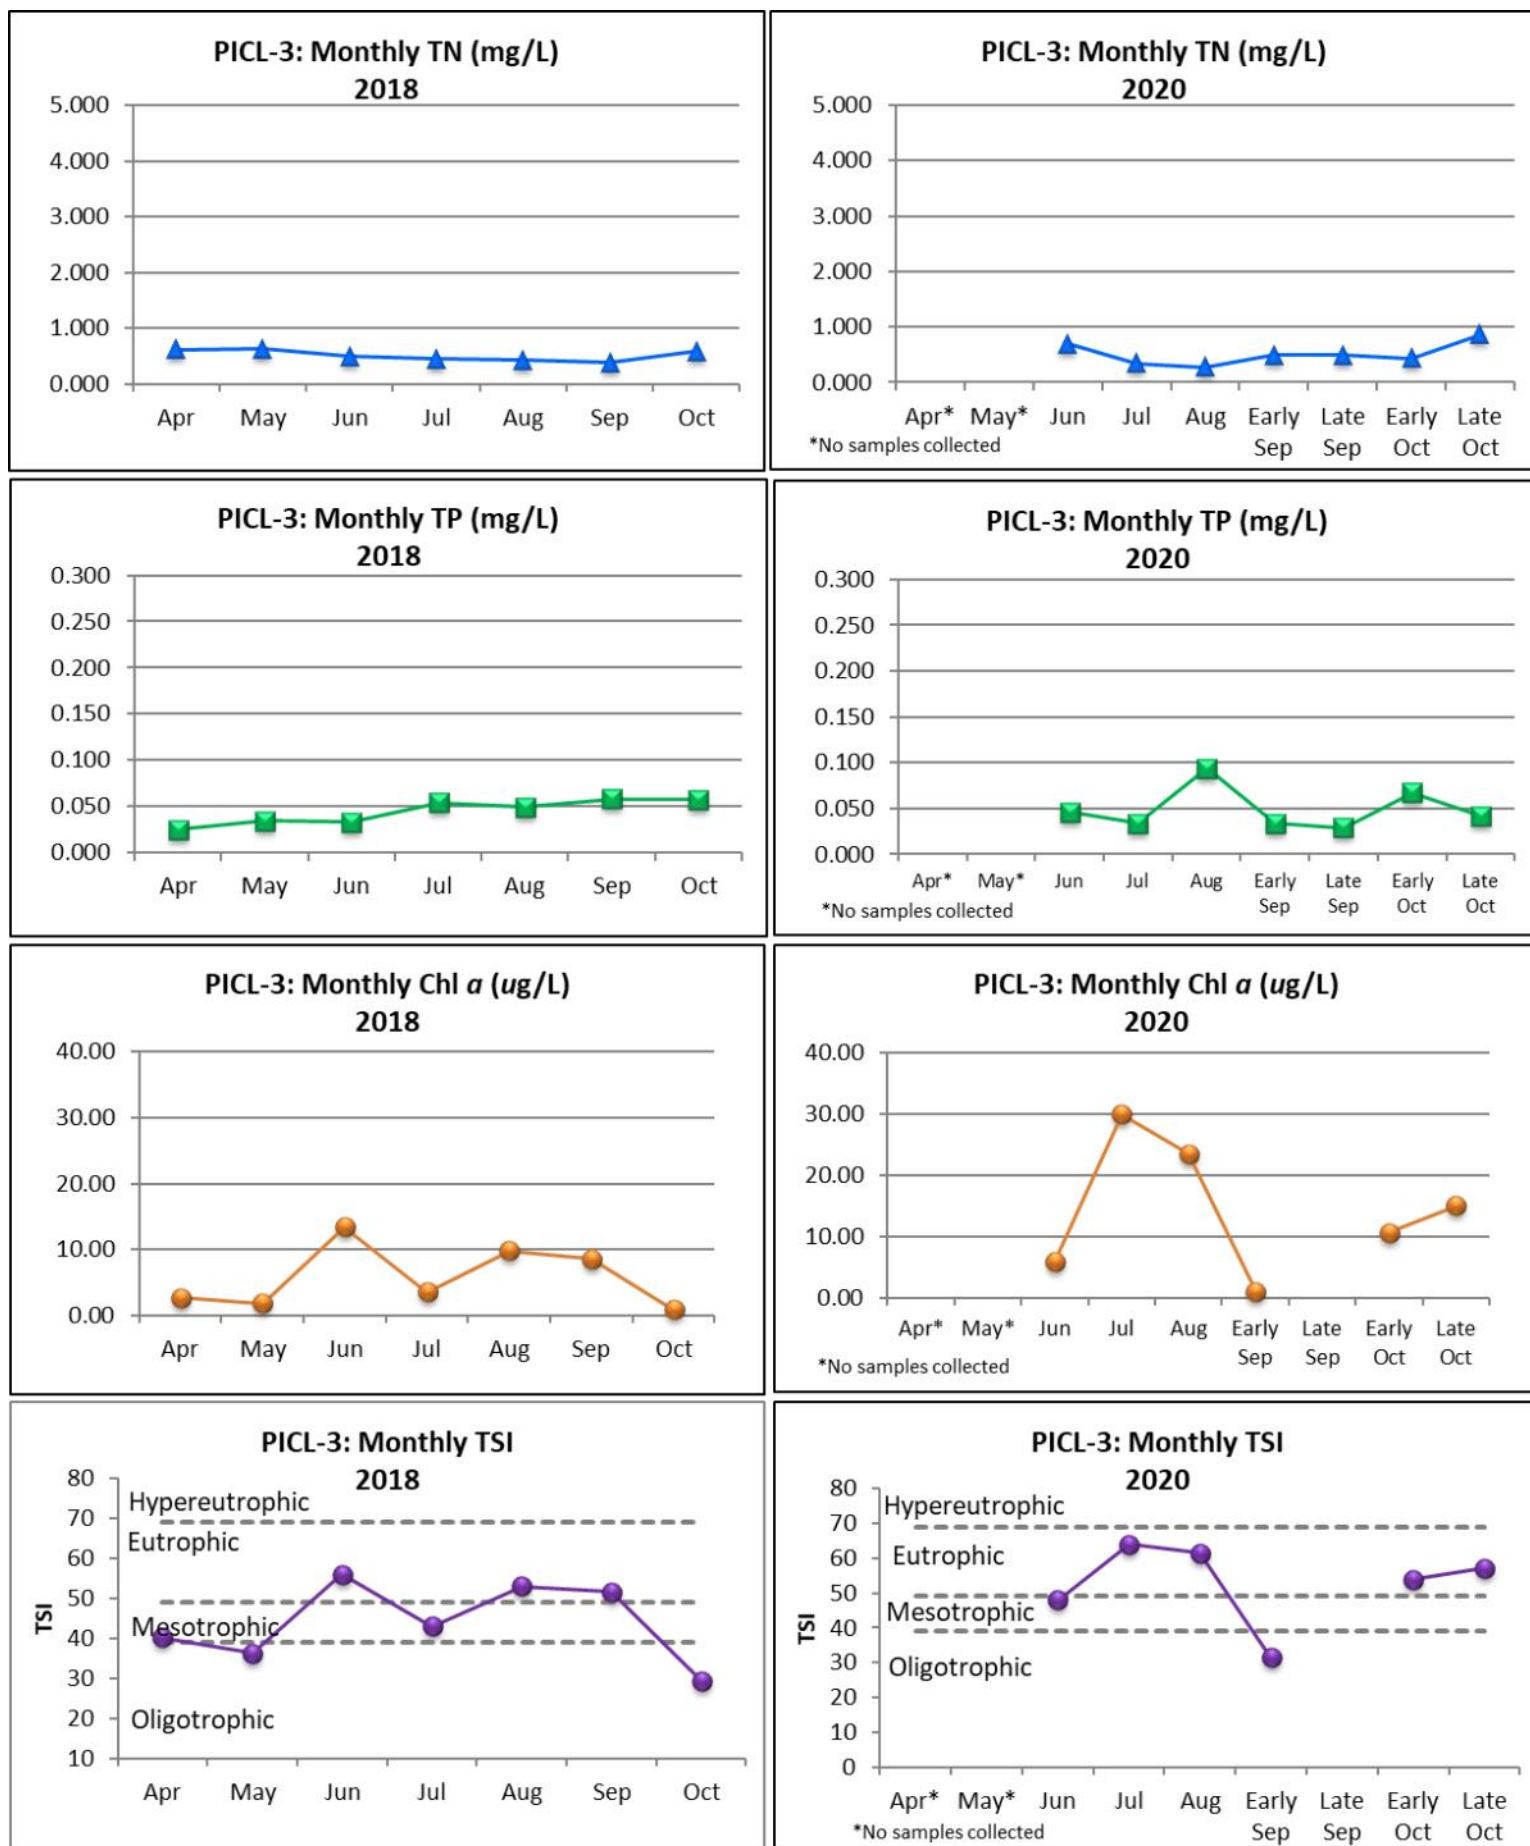 PICL-3: Monthly TN (mg/L)
2018
5.000
4.000
3.000
2.000
1.000
0.000
Apr May Jun Jul Aug Sep Oct
PICL-3: Monthly TN (mg/L)
2020
5.000
4.000
3.000
2.000
1.000
0.000
Apr* May* Jun Jul Aug Early Late Early Late
Sep Sep Oct Oct
*No samples collected
PICL-3: Monthly TP (mg/L)
2018
0.300
0.250
0.200
0.150
0.100
0.050
0.000
Apr May Jun Jul Aug Sep Oct
PICL-3: Monthly TP (mg/L)
2020
0.300
0.250
0.200
0.150
0.100
0.050
0.000
Apr* May* Jun Jul Aug Early Late Early Late
Sep Sep Oct Oct
*No samples collected
PICL-3: Monthly Chl a (ug/L)
2018
40.00
30.00
20.00
10.00
0.00
Apr May Jun Jul Aug Sep Oct
PICL-3: Monthly Chl a (ug/L)
2020
40.00
30.00
20.00
10.00
0.00
Apr* May* Jun Jul Aug Early Late Early Late
Sep Sep Oct Oct
*No samples collected
PICL-3: Monthly TSI
2018
TSI
80
70
60
50
40
30
20
10
Hypereutrophic
Eutrophic
Mesotrophic
Oligotrophic
Apr May Jun Jul Aug Sep Oct
PICL-3: Monthly TSI
2020
TSI
80
70
60
50
40
30
20
10
0
Hypereutrophic
Eutrophic
Mesotrophic
Oligotrophic
Apr* May* Jun Jul Aug Early Late Early Late
Sep Sep Oct Oct
*No samples collected